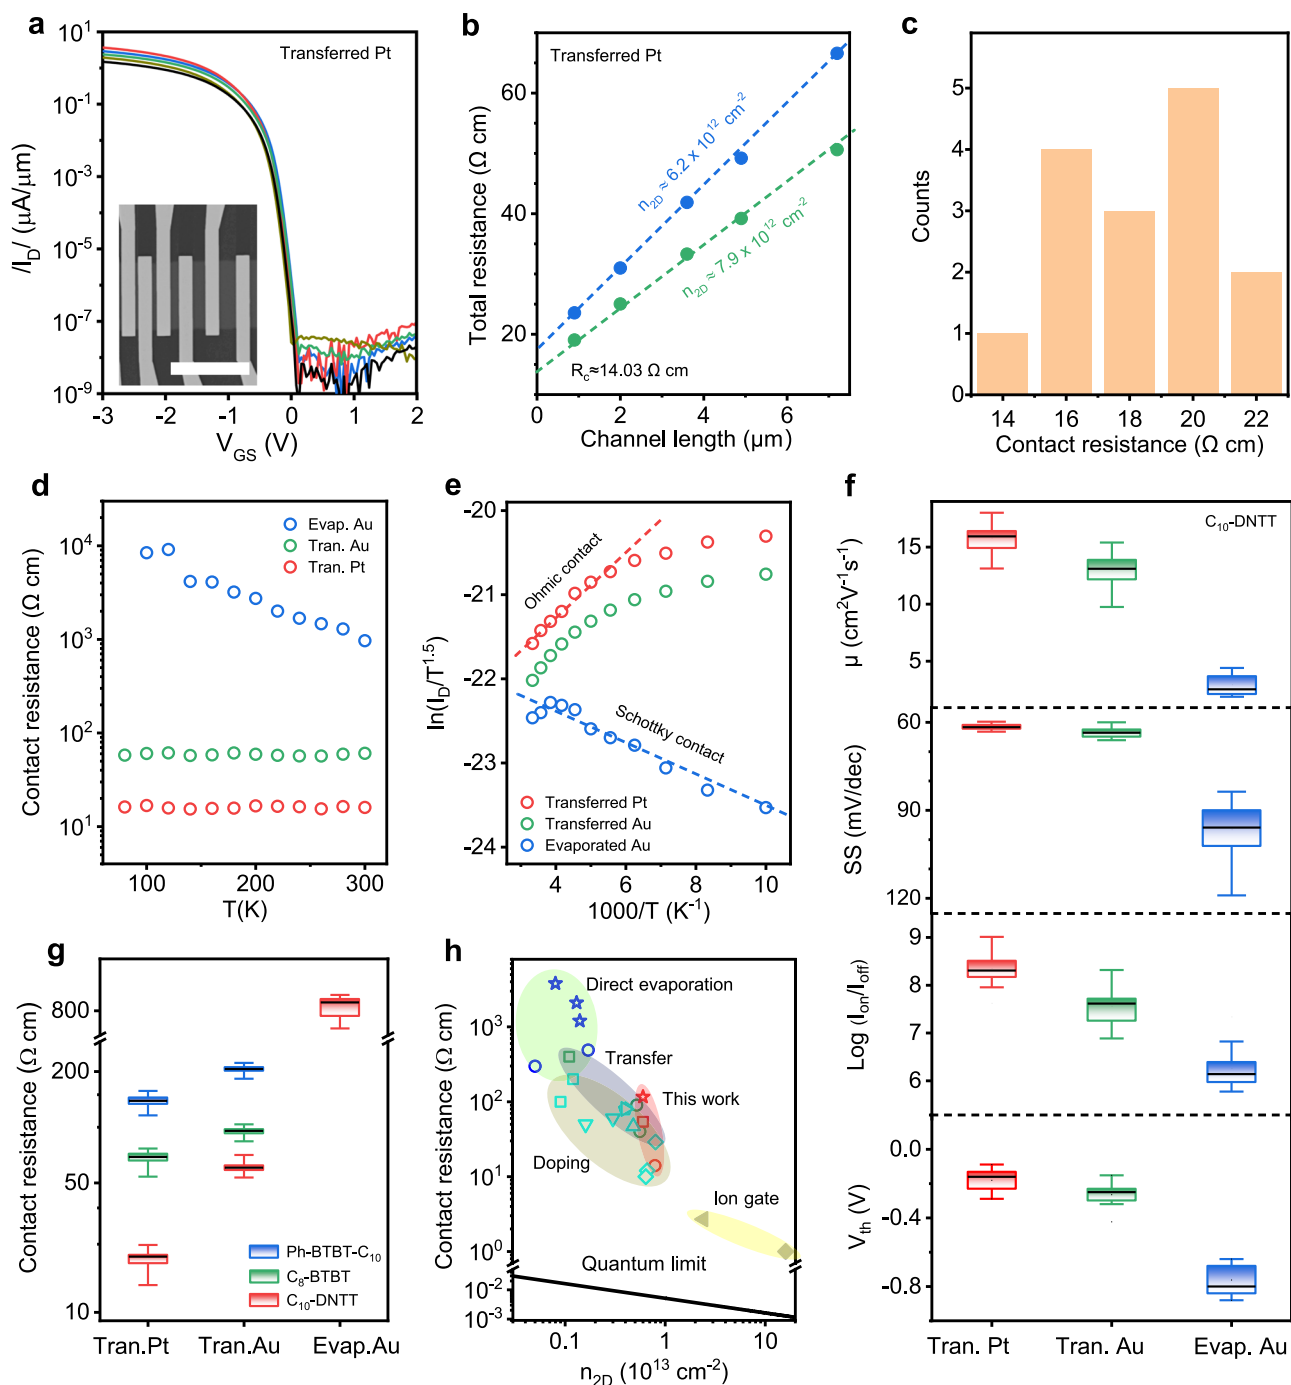 a
Transferred Pt
/I_D/ (μA/μm)
10^1
10^-1
10^-3
10^-5
10^-7
10^-9
-3
-2
-1
0
1
2
V_GS (V)
b
Transferred Pt
Total resistance (Ω cm)
60
40
20
n_2D ≈ 6.2 x 10^12 cm^-2
n_2D ≈ 7.9 x 10^12 cm^-2
R_c≈14.03 Ω cm
0
2
4
6
Channel length (μm)
c
Counts
5
4
3
2
1
0
14
16
18
20
22
Contact resistance (Ω cm)
d
Contact resistance (Ω cm)
10^4
10^3
10^2
10^1
Evap. Au
Tran. Au
Tran. Pt
100
200
300
T(K)
e
ln(I_D/T^1.5)
-20
-21
-22
-23
-24
Ohmic contact
Schottky contact
Transferred Pt
Transferred Au
Evaporated Au
4
6
8
10
1000/T (K^-1)
f
C_10-DNTT
μ (cm^2V^-1s^-1)
15
10
5
SS (mV/dec)
60
90
120
Log (I_on/I_off)
9
8
7
6
V_th (V)
0.0
-0.4
-0.8
Tran. Pt
Tran. Au
Evap. Au
g
Contact resistance (Ω cm)
800
200
50
10
Ph-BTBT-C_10
C_8-BTBT
C_10-DNTT
Tran.Pt
Tran.Au
Evap.Au
h
Contact resistance (Ω cm)
10^3
10^2
10^1
10^0
10^-2
10^-3
Direct evaporation
Transfer
This work
Doping
Ion gate
Quantum limit
0.1
1
10
n_2D (10^13 cm^-2)